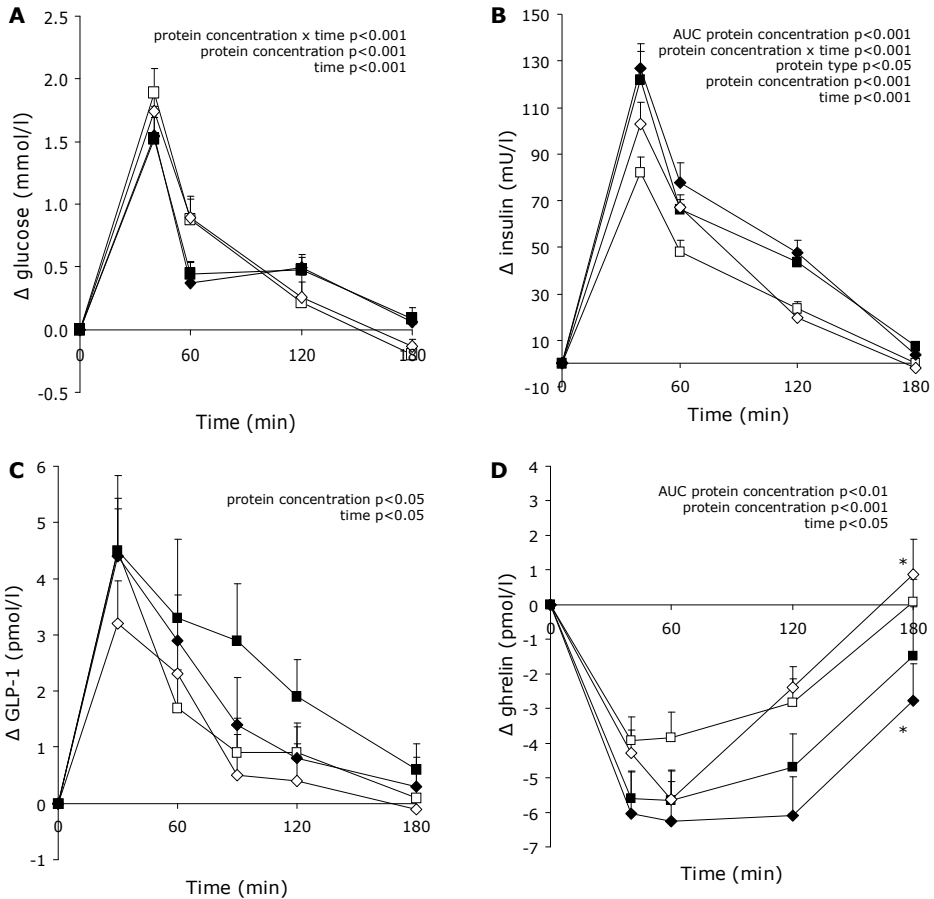 A
2.5
2.0
1.5
1.0
0.5
0.0
-0.5
Δ glucose (mmol/l)
protein concentration x time p<0.001
protein concentration p<0.001
time p<0.001
0
60
120
180
Time (min)
B
150
130
110
90
70
50
30
10
-10
Δ insulin (mU/l)
AUC protein concentration p<0.001
protein concentration x time p<0.001
protein type p<0.05
protein concentration p<0.001
time p<0.001
0
60
120
180
Time (min)
C
6
5
4
3
2
1
0
-1
Δ GLP-1 (pmol/l)
protein concentration p<0.05
time p<0.05
0
60
120
180
Time (min)
D
4
3
2
1
0
-1
-2
-3
-4
-5
-6
-7
Δ ghrelin (pmol/l)
AUC protein concentration p<0.01
protein concentration p<0.001
time p<0.05
*
0
60
120
180
*
Time (min)